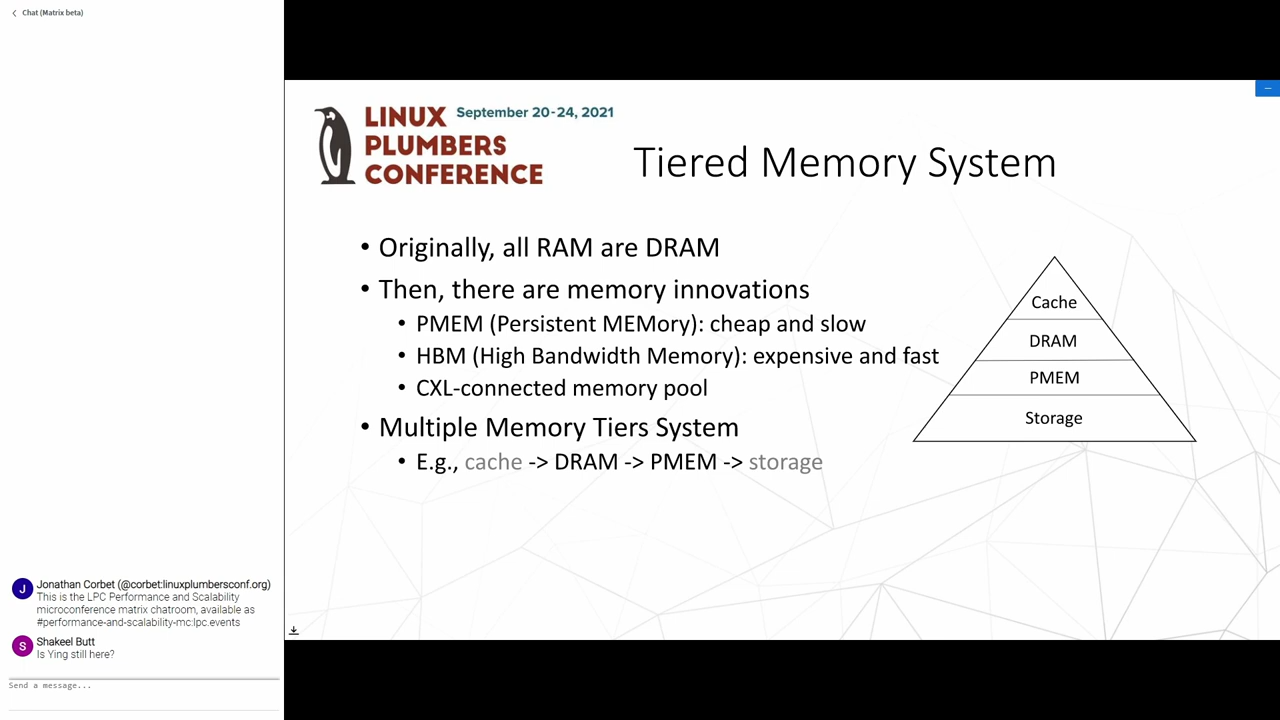 Chat (Matrix beta)
Jonathan Corbet (@corbet:linuxplumbersconf.org)
This is the LPC Performance and Scalability
microconference matrix chatroom, available as
#performance-and-scalability-mc:lpc.events
Shakeel Butt
Is Ying still here?
Send a message...
J
S
LINUX
PLUMBERS
CONFERENCE
September 20-24, 2021
Tiered Memory System
• Originally, all RAM are DRAM
• Then, there are memory innovations
• PMEM (Persistent MEMory): cheap and slow
• HBM (High Bandwidth Memory): expensive and fast
• CXL-connected memory pool
• Multiple Memory Tiers System
• E.g., cache -> DRAM -> PMEM -> storage
Cache
DRAM
PMEM
Storage